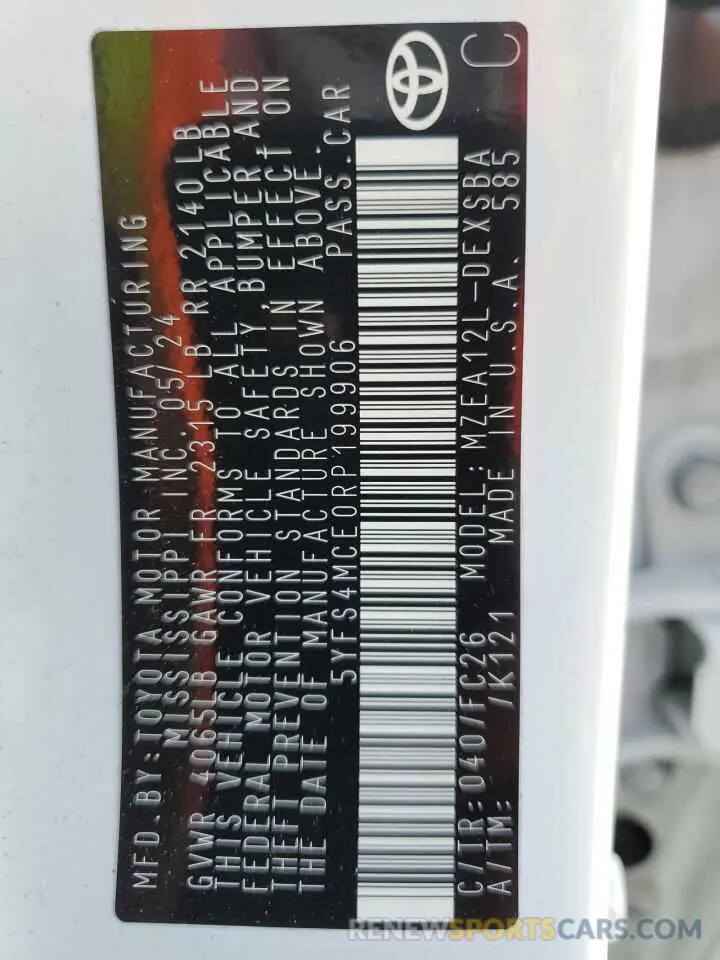 MFD.BY:TOYOTA MOTOR MANUFACTURING
MISSISSIPPI INC. 05/24
GVWR 4065LB GAWR FR 2315 LB RR 2140LB
THIS VEHICLE CONFORMS TO ALL APPLICABLE
FEDERAL MOTOR VEHICLE SAFETY,BUMPER,AND
THEFT PREVENTION STANDARDS IN EFFECT ON
THE DATE OF MANUFACTURE SHOWN ABOVE.
5YFS4MCE0RP199906 PASS.CAR
C/TR:040/FC26 MODEL:MZEA12L-DEXSBA
A/TM: /K121 MADE IN U.S.A. 585
C
RENEWSPORTSCARS.COM